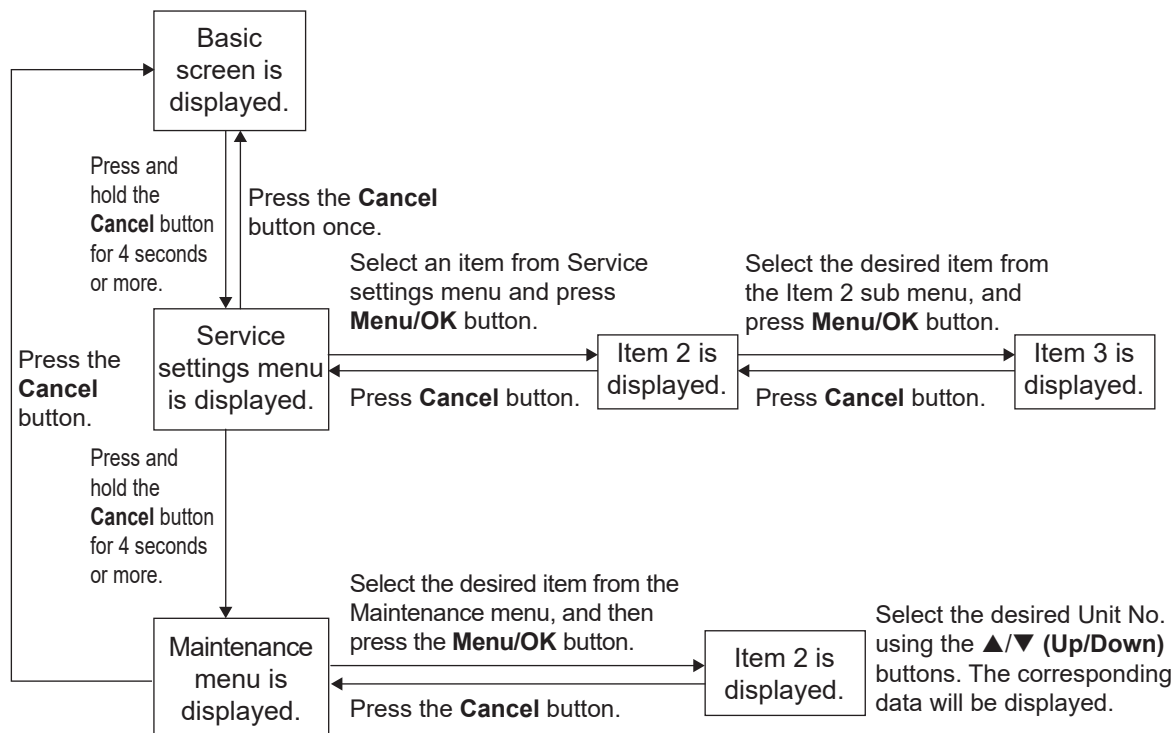 Basic
screen is
displayed.
Press and
hold the
Cancel button
for 4 seconds
or more.
Press the Cancel
button once.
Select an item from Service
settings menu and press
Menu/OK button.
Select the desired item from
the Item 2 sub menu, and
press Menu/OK button.
Press the
Cancel
button.
Service
settings menu
is displayed.
Item 2 is
displayed.
Item 3 is
displayed.
Press Cancel button.
Press Cancel button.
Press and
hold the
Cancel button
for 4 seconds
or more.
Select the desired item from the
Maintenance menu, and then
press the Menu/OK button.
Maintenance
menu is
displayed.
Press the Cancel button.
Item 2 is
displayed.
Select the desired Unit No.
using the ▲/▼ (Up/Down)
buttons. The corresponding
data will be displayed.